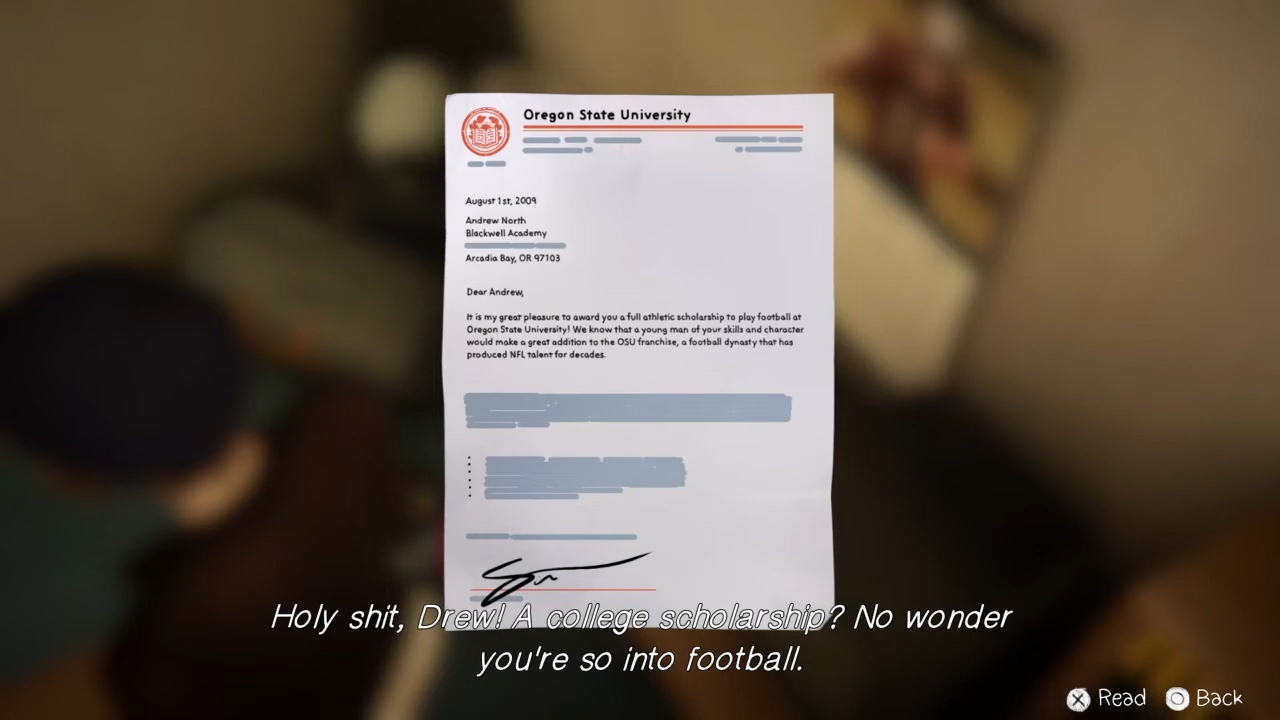 Oregon State University
August 1st, 2009
Andrew North
Blackwell Academy
Arcadia Bay, OR 97103
Dear Andrew,
It is my great pleasure to award you a full athletic scholarship to play football at
Oregon State University! We know that a young man of your skills and character
would make a great addition to the OSU franchise, a football dynasty that has
produced NFL talent for decades.
Holy shit, Drew! A college scholarship? No wonder
you're so into football.
Read Back